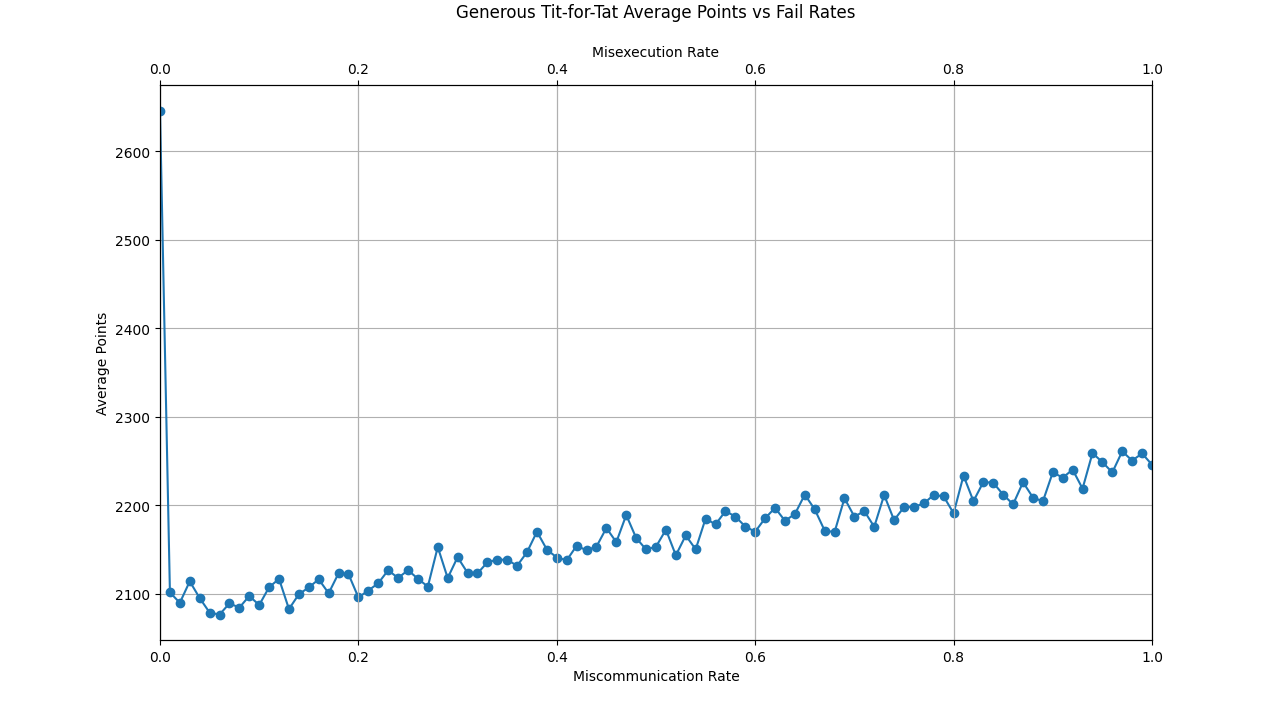 Generous Tit-for-Tat Average Points vs Fail Rates
Misexecution Rate
0.0 0.2 0.4 0.6 0.8 1.0
2600
2500
2400
2300
2200
2100
Average Points
0.0 0.2 0.4 0.6 0.8 1.0
Miscommunication Rate